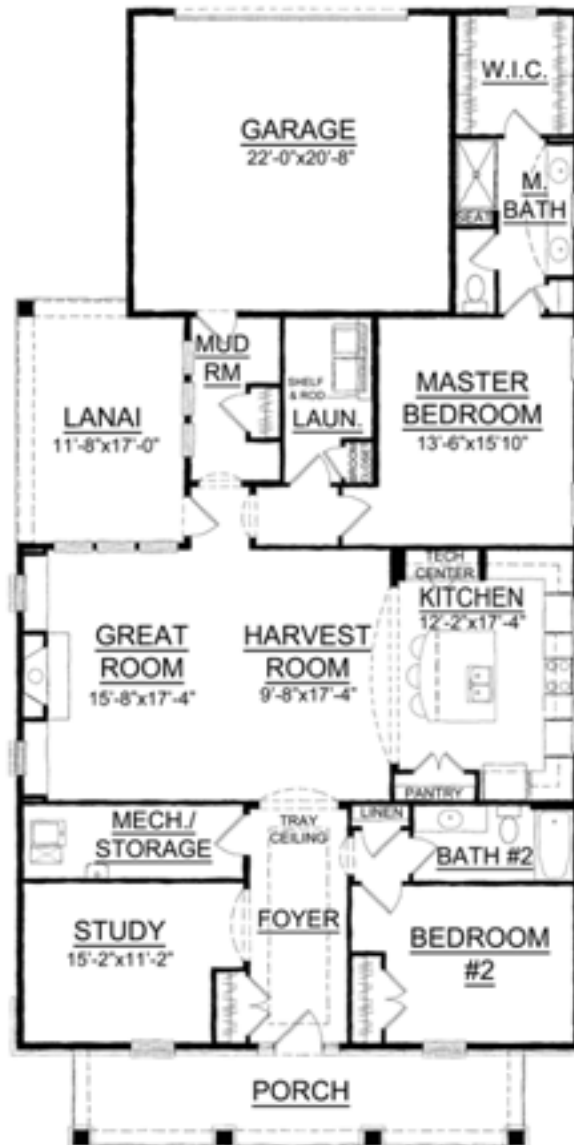 W.I.C.
GARAGE
22'-0"x20'-8"
M.
BATH
SEAT
MUD
RM
SHELF
& ROD
LAUN.
BROOM
CLOSET
LANAI
11'-8"x17'-0"
MASTER
BEDROOM
13'-6"x15'10"
TECH
CENTER
KITCHEN
12'-2"x17'-4"
GREAT
ROOM
15'-8"x17'-4"
HARVEST
ROOM
9'-8"x17'-4"
PANTRY
MECH./
STORAGE
TRAY
CEILING
LINEN
BATH #2
STUDY
15'-2"x11'-2"
FOYER
BEDROOM
#2
PORCH